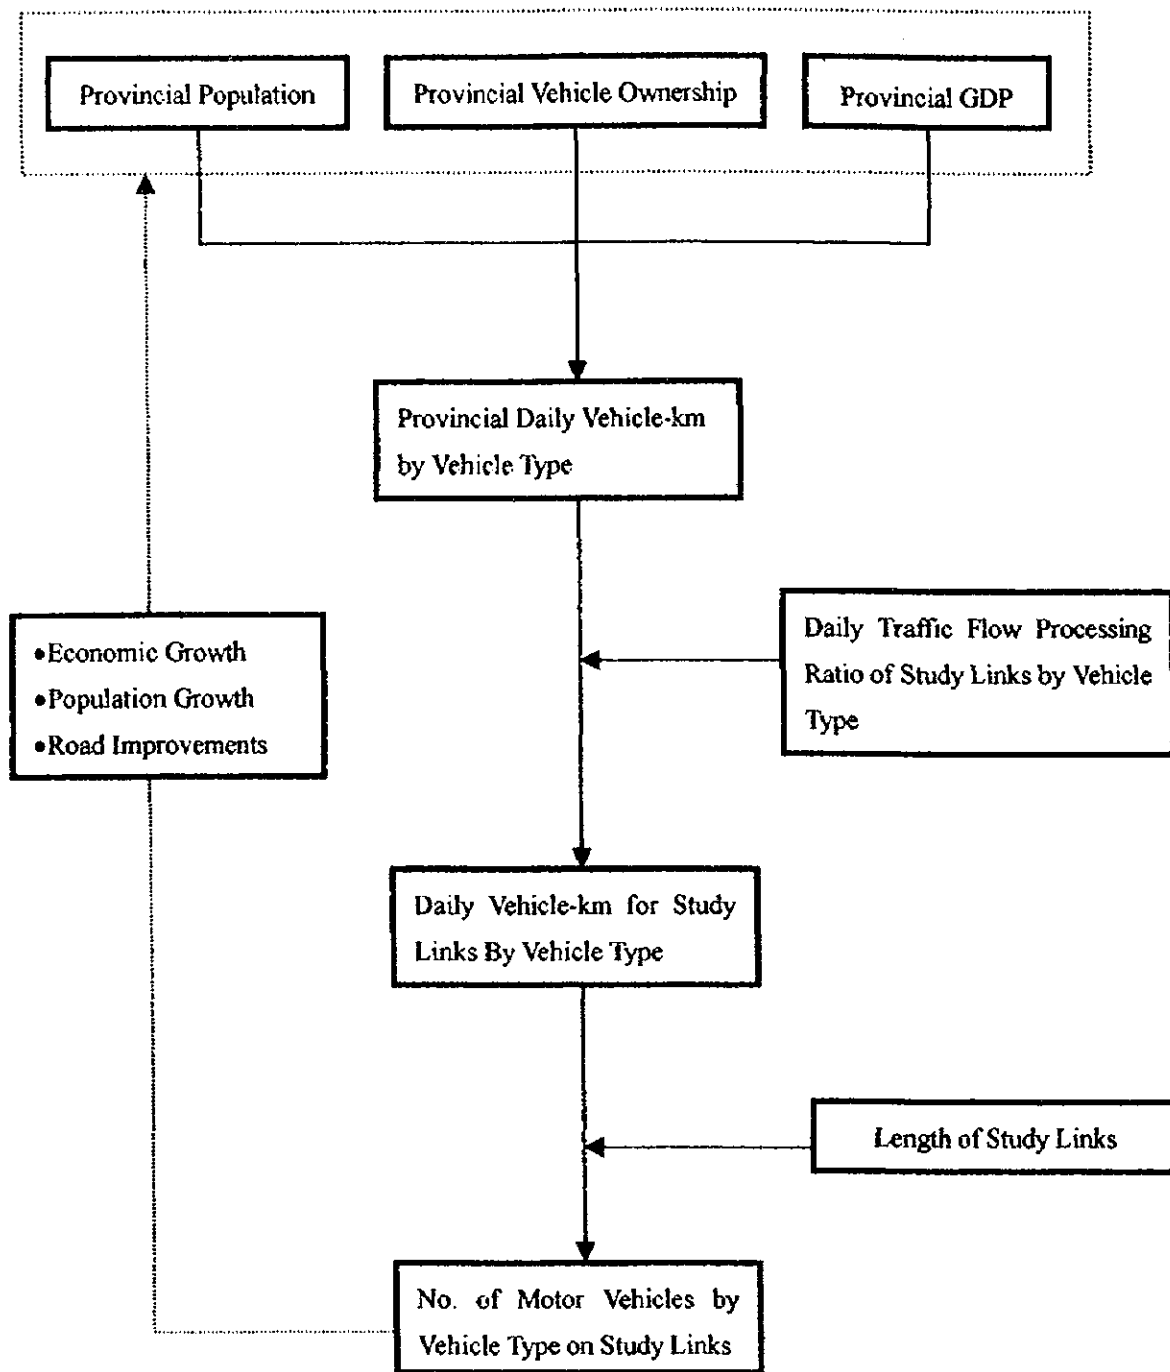 Provincial Population
Provincial Vehicle Ownership
Provincial GDP
Provincial Daily Vehicle-km
by Vehicle Type
Daily Traffic Flow Processing
Ratio of Study Links by Vehicle
Type
•Economic Growth
•Population Growth
•Road Improvements
Daily Vehicle-km for Study
Links By Vehicle Type
Length of Study Links
No. of Motor Vehicles by
Vehicle Type on Study Links